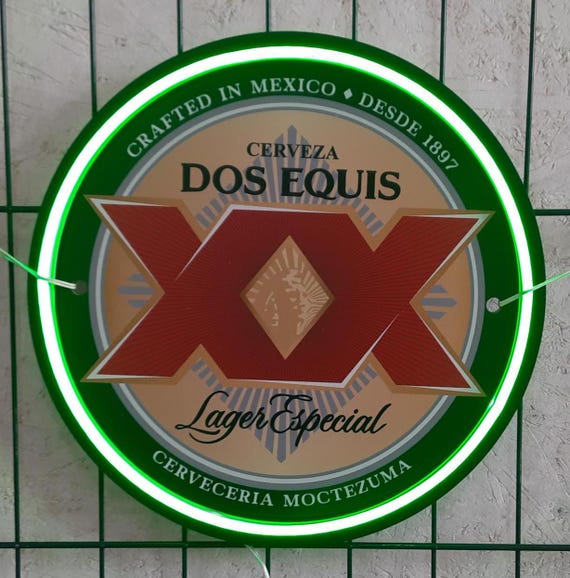 CRAFTED IN MEXICO ♦ DESDE 1897
CERVEZA
DOS EQUIS
XX
Lager Especial
CERVECERIA MOCTEZUMA